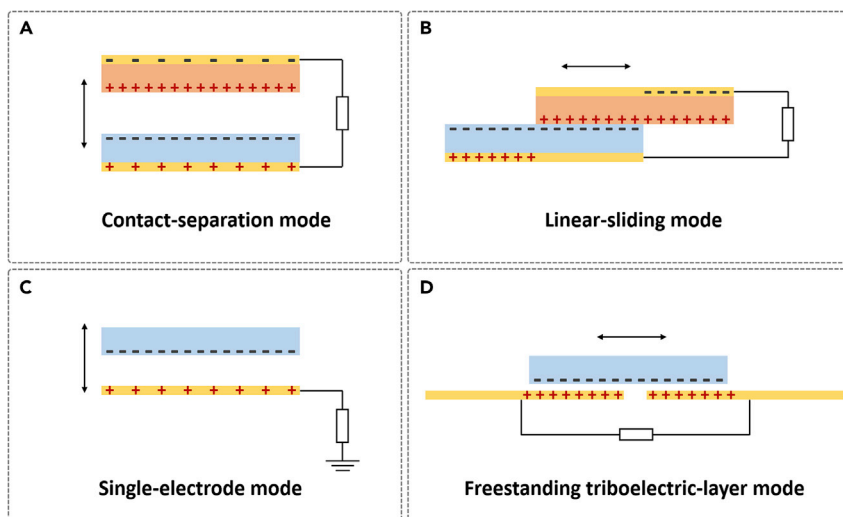 A
Contact-separation mode
B
Linear-sliding mode
C
Single-electrode mode
D
Freestanding triboelectric-layer mode